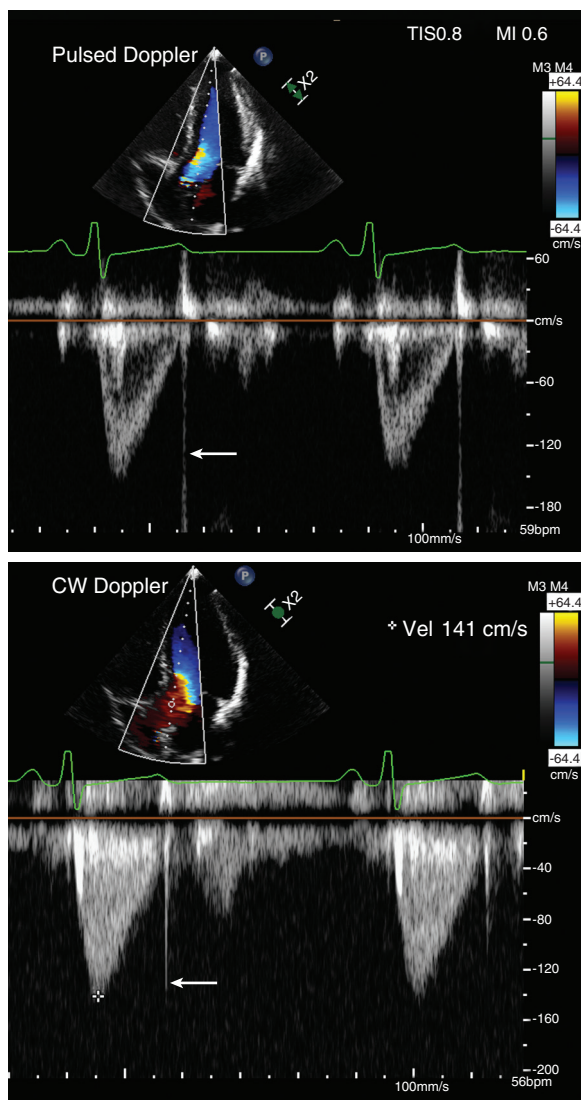 TIS0.8 MI 0.6
Pulsed Doppler
P
X2
M3 M4
+64.4
-64.4
cm/s
60
cm/s
-60
-120
-180
100mm/s
59bpm
CW Doppler
P
X2
M3 M4
+64.4
Vel 141 cm/s
-64.4
cm/s
cm/s
-40
-80
-120
-160
-200
100mm/s
56bpm